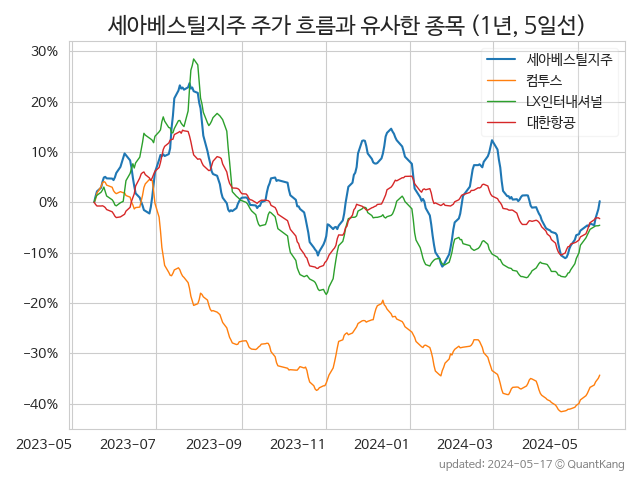 세아베스틸지주 주가 흐름과 유사한 종목 (1년, 5일선)
세아베스틸지주
컴투스
LX인터내셔널
대한항공
30%
20%
10%
0%
−10%
−20%
−30%
−40%
2023-05 2023-07 2023-09 2023-11 2024-01 2024-03 2024-05
updated: 2024-05-17 © QuantKang